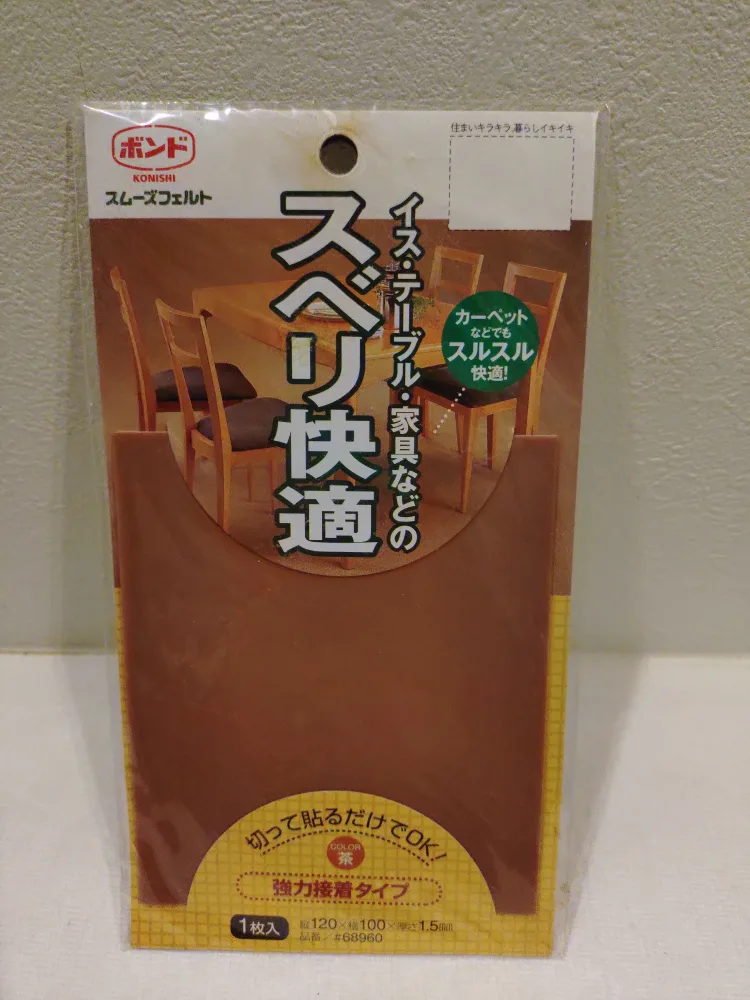 ボンド
KONISHI
スムーズフェルト
住まいキラキラ、暮らしイキイキ
イス・テーブル・家具などの
スベリ快適
カーペット
などでも
スルスル
快適!
切って貼るだけでOK!
COLOR
茶
強力接着タイプ
1枚入
縦120×横100×厚さ1.5mm
品番/#68960